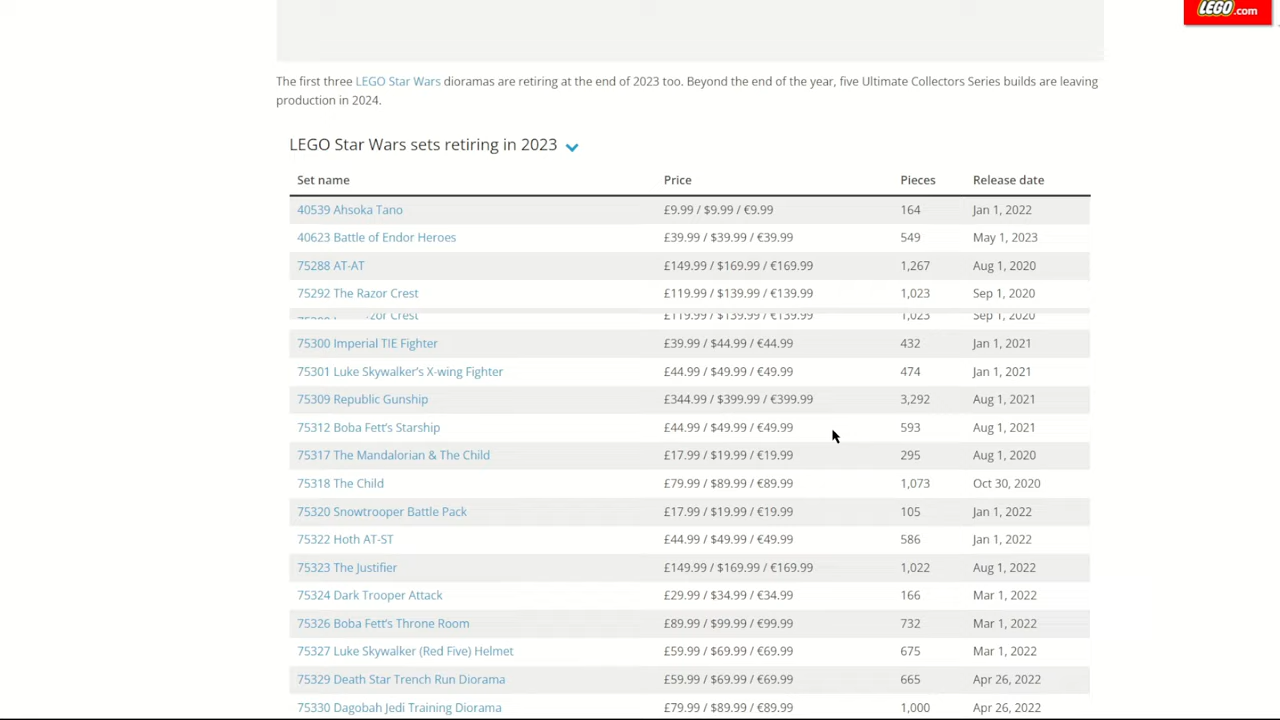 LEGO.com
The first three LEGO Star Wars dioramas are retiring at the end of 2023 too. Beyond the end of the year, five Ultimate Collectors Series builds are leaving
production in 2024.
LEGO Star Wars sets retiring in 2023
Set name Price Pieces Release date
40539 Ahsoka Tano £9.99 / $9.99 / €9.99 164 Jan 1, 2022
40623 Battle of Endor Heroes £39.99 / $39.99 / €39.99 549 May 1, 2023
75288 AT-AT £149.99 / $169.99 / €169.99 1,267 Aug 1, 2020
75292 The Razor Crest £119.99 / $139.99 / €139.99 1,023 Sep 1, 2020
zor Crest £119.99 / $139.99 / €139.99 1,023 Sep 1, 2020
75300 Imperial TIE Fighter £39.99 / $44.99 / €44.99 432 Jan 1, 2021
75301 Luke Skywalker's X-wing Fighter £44.99 / $49.99 / €49.99 474 Jan 1, 2021
75309 Republic Gunship £344.99 / $399.99 / €399.99 3,292 Aug 1, 2021
75312 Boba Fett's Starship £44.99 / $49.99 / €49.99 593 Aug 1, 2021
75317 The Mandalorian & The Child £17.99 / $19.99 / €19.99 295 Aug 1, 2020
75318 The Child £79.99 / $89.99 / €89.99 1,073 Oct 30, 2020
75320 Snowtrooper Battle Pack £17.99 / $19.99 / €19.99 105 Jan 1, 2022
75322 Hoth AT-ST £44.99 / $49.99 / €49.99 586 Jan 1, 2022
75323 The Justifier £149.99 / $169.99 / €169.99 1,022 Aug 1, 2022
75324 Dark Trooper Attack £29.99 / $34.99 / €34.99 166 Mar 1, 2022
75326 Boba Fett's Throne Room £89.99 / $99.99 / €99.99 732 Mar 1, 2022
75327 Luke Skywalker (Red Five) Helmet £59.99 / $69.99 / €69.99 675 Mar 1, 2022
75329 Death Star Trench Run Diorama £59.99 / $69.99 / €69.99 665 Apr 26, 2022
75330 Dagobah Jedi Training Diorama £79.99 / $89.99 / €89.99 1,000 Apr 26, 2022